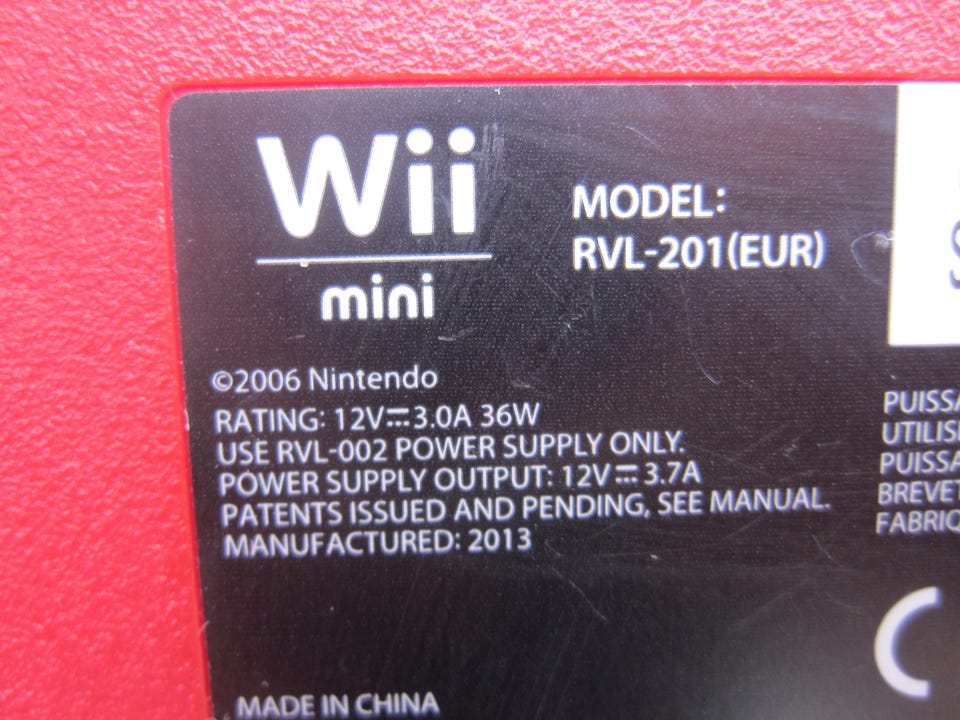 Wii
mini
MODEL:
RVL-201(EUR)
©2006 Nintendo
RATING: 12V⎓3.0A 36W
USE RVL-002 POWER SUPPLY ONLY.
POWER SUPPLY OUTPUT: 12V⎓ 3.7A
PATENTS ISSUED AND PENDING, SEE MANUAL.
MANUFACTURED: 2013
MADE IN CHINA